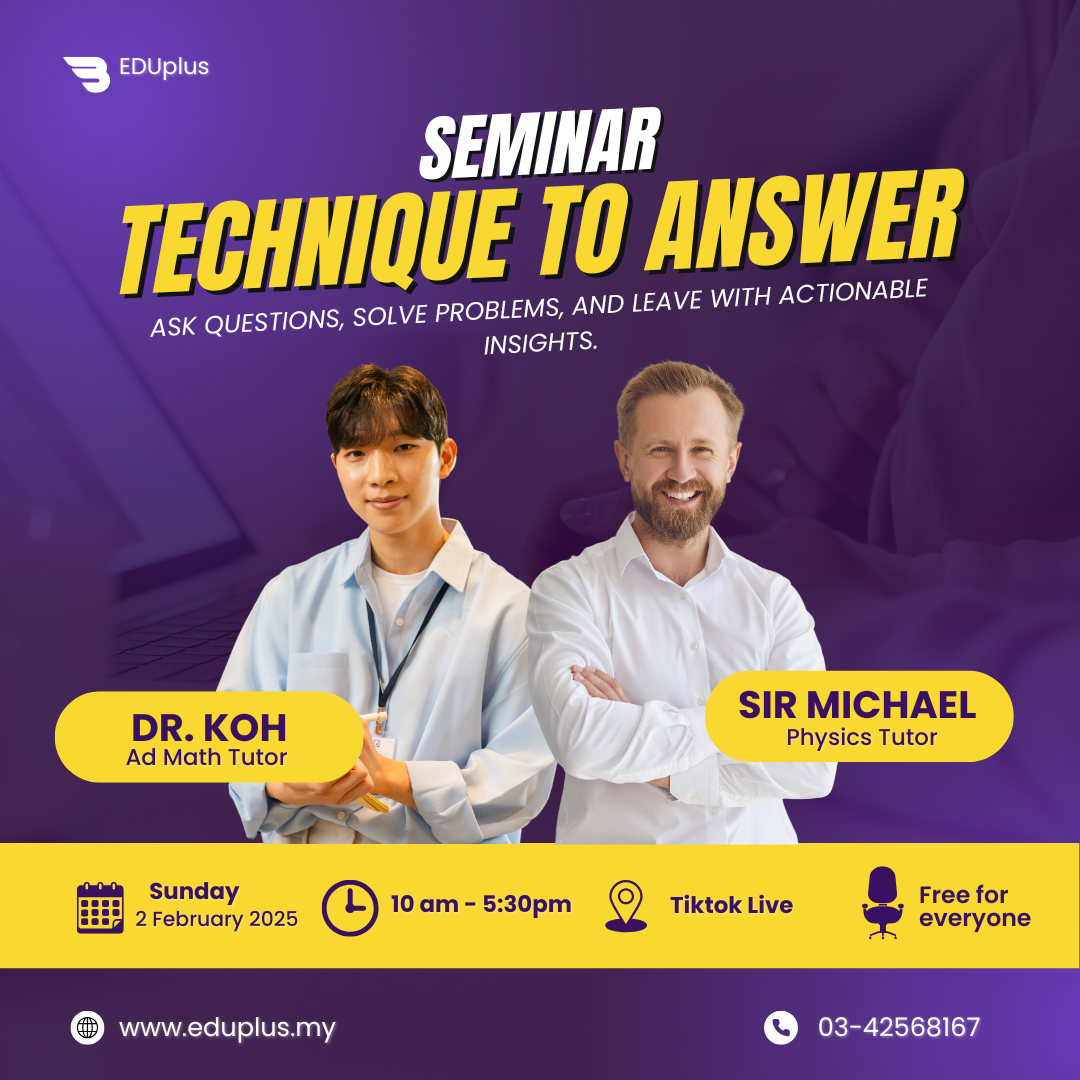 EDUplus
SEMINAR
TECHNIQUE TO ANSWER
ASK QUESTIONS, SOLVE PROBLEMS, AND LEAVE WITH ACTIONABLE
INSIGHTS.
DR. KOH
Ad Math Tutor
SIR MICHAEL
Physics Tutor
Sunday
2 February 2025
10 am - 5:30pm
Tiktok Live
Free for
everyone
www.eduplus.my
03-42568167